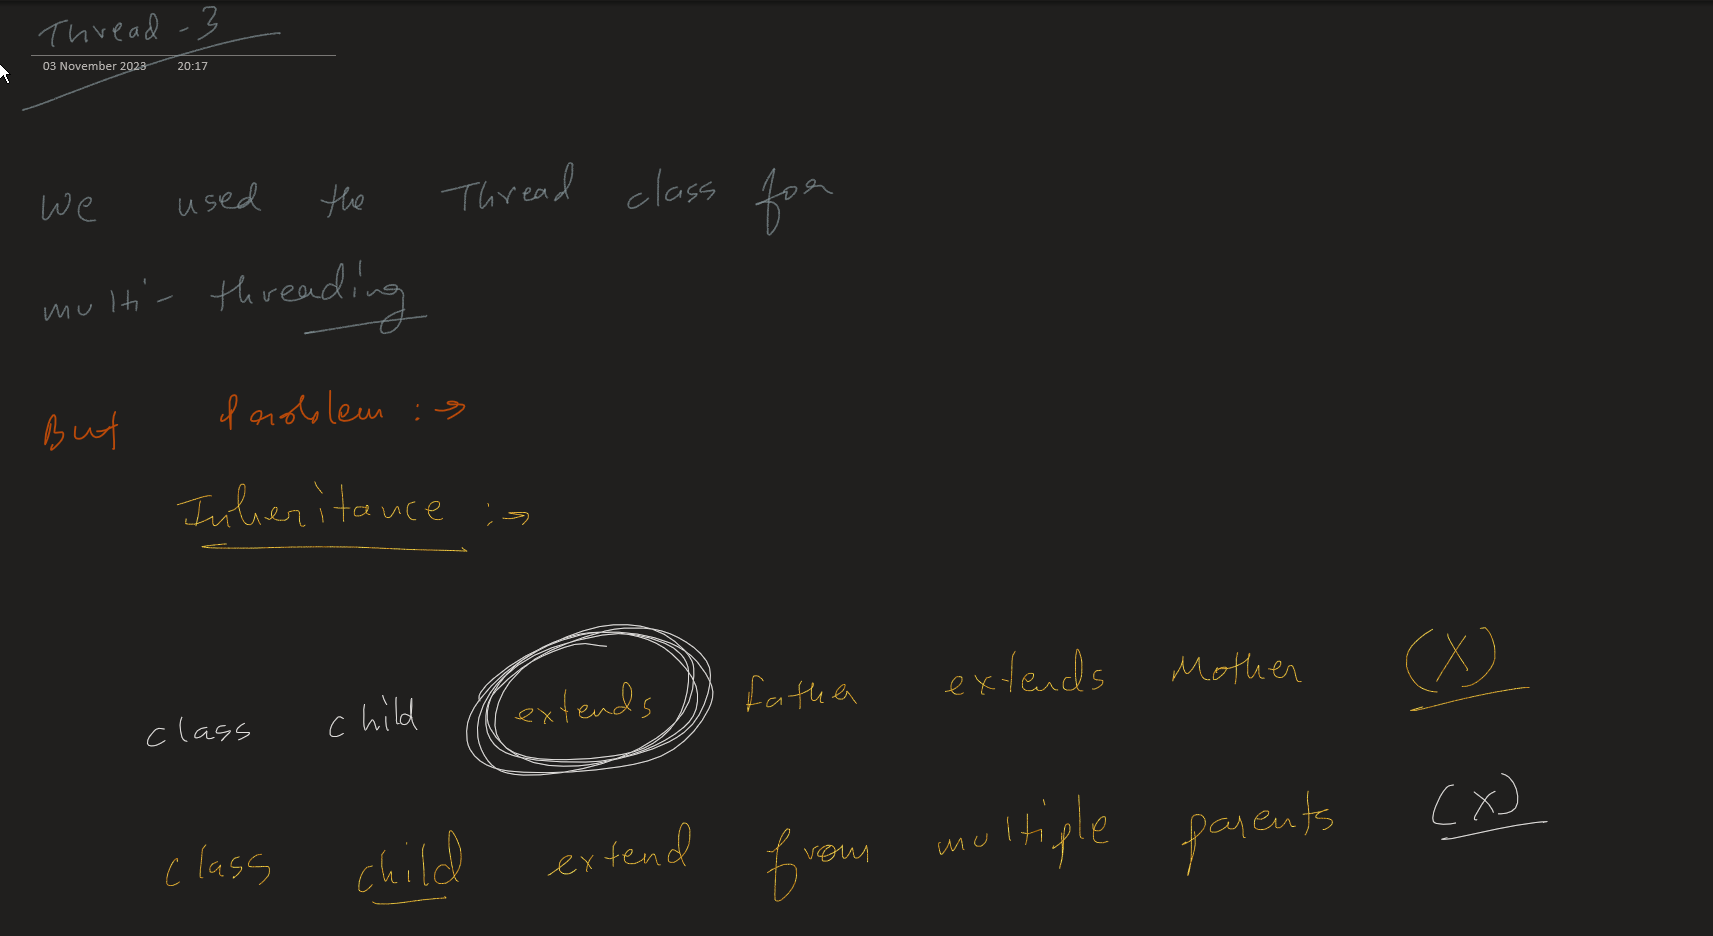 Thread - 3
03 November 2023 20:17
We used the Thread class for
multi- threading
But Problem : →
Inheritance : →
class child extends Father extends Mother (X)
class child extend from multiple parents (X)